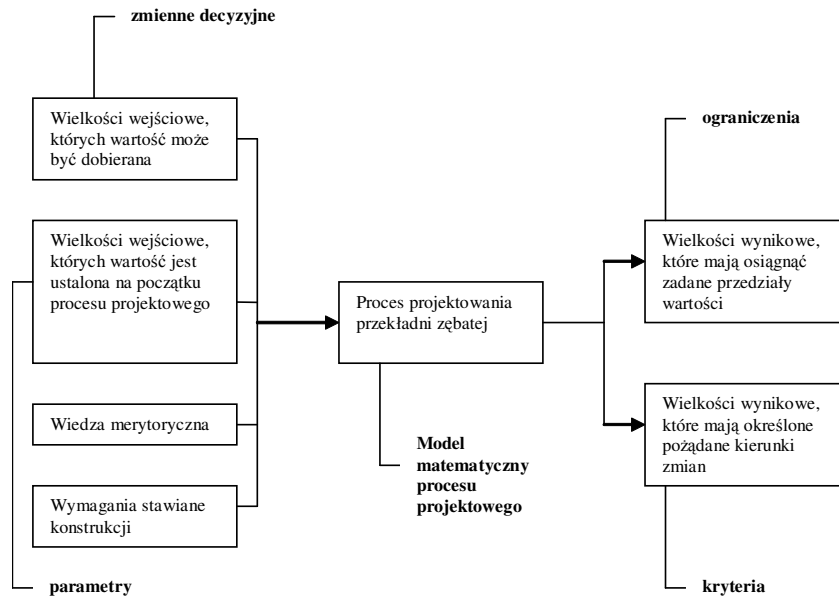 zmienne decyzyjne
Wielkości wejściowe,
których wartość może
być dobierana
Wielkości wejściowe,
których wartość jest
ustalona na początku
procesu projektowego
Wiedza merytoryczna
Wymagania stawiane
konstrukcji
parametry
Proces projektowania
przekładni zębatej
Model
matematyczny
procesu
projektowego
ograniczenia
Wielkości wynikowe,
które mają osiągnąć
zadane przedziały
wartości
Wielkości wynikowe,
które mają określone
pożądane kierunki
zmian
kryteria